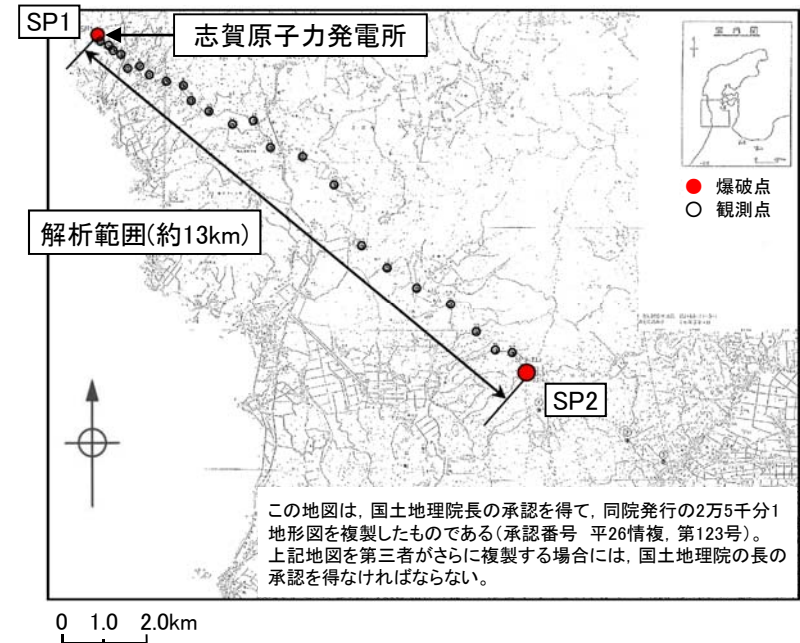 SP1
志賀原子力発電所
案内図
爆破点
観測点
解析範囲(約13km)
SP2
この地図は，国土地理院長の承認を得て，同院発行の2万5千分1
地形図を複製したものである(承認番号 平26情複，第123号)。
上記地図を第三者がさらに複製する場合には，国土地理院の長の
承認を得なければならない。
0 1.0 2.0km